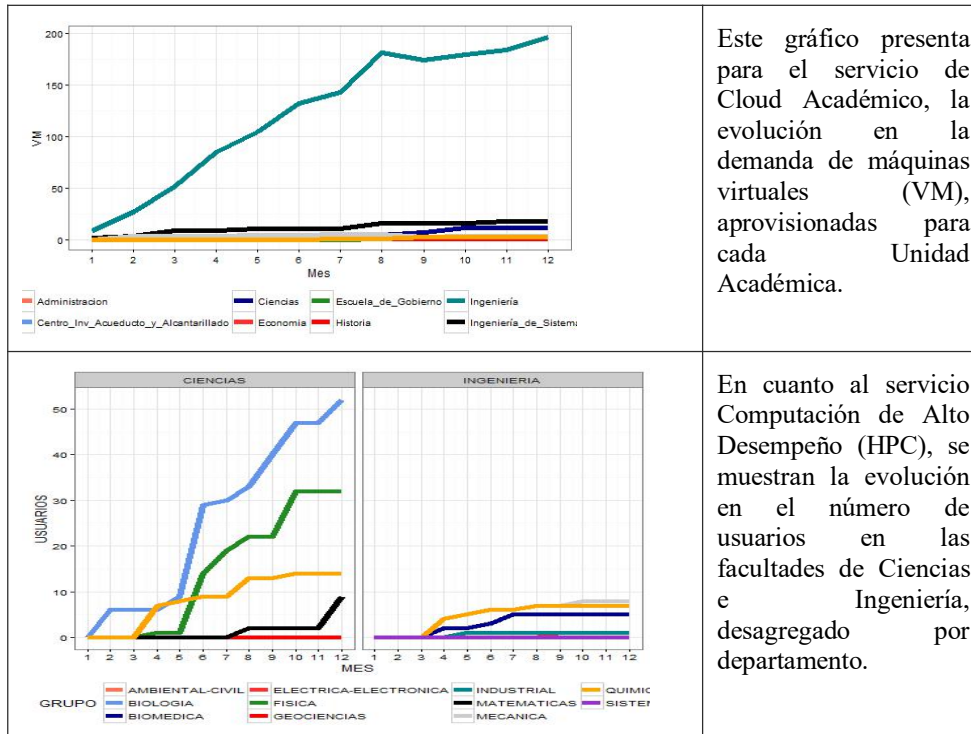 200
150
100
50
0
VM
1 2 3 4 5 6 7 8 9 10 11 12
Mes
Administracion Ciencias Escuela_de_Gobierno Ingeniería
Centro_Inv_Acueducto_y_Alcantarillado Economia Historia Ingeniería_de_Sistem
Este gráfico presenta
para el servicio de
Cloud Académico, la
evolución en la
demanda de máquinas
virtuales (VM),
aprovisionadas para
cada Unidad
Académica.
CIENCIAS INGENIERIA
50
40
30
20
10
0
USUARIOS
1 2 3 4 5 6 7 8 9 10 11 12 1 2 3 4 5 6 7 8 9 10 11 12
MES
GRUPO
AMBIENTAL-CIVIL ELECTRICA-ELECTRONICA INDUSTRIAL QUIMIC
BIOLOGIA FISICA MATEMATICAS SISTE
BIOMEDICA GEOCIENCIAS MECANICA
En cuanto al servicio
Computación de Alto
Desempeño (HPC), se
muestran la evolución
en el número de
usuarios en las
facultades de Ciencias
e Ingeniería,
desagregado por
departamento.